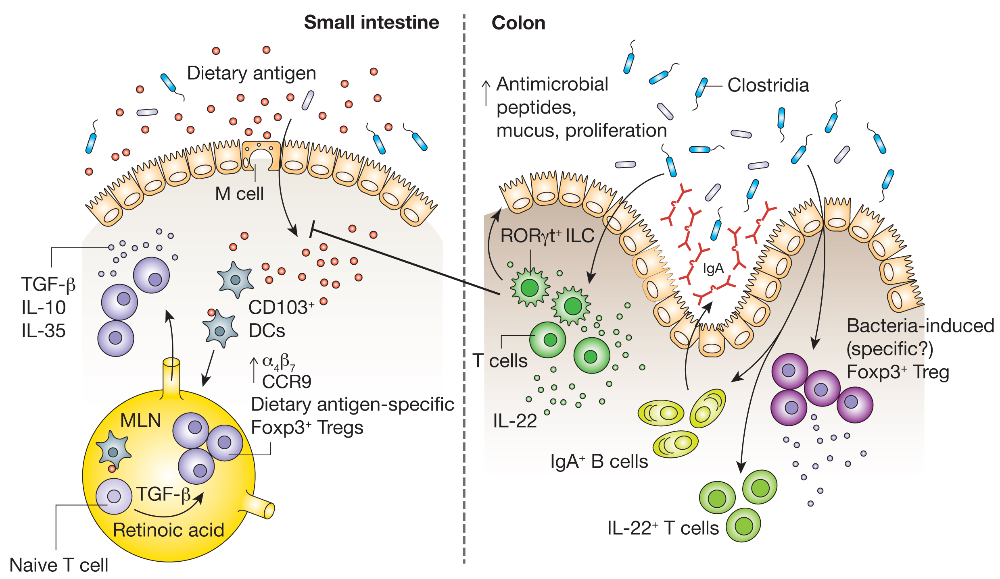 Small intestine
Dietary antigen
M cell
TGF-β
IL-10
IL-35
CD103⁺
DCs
α₄β₇
CCR9
Dietary antigen-specific
Foxp3⁺ Tregs
MLN
TGF-β
Retinoic acid
Naive T cell
Colon
Antimicrobial
peptides,
mucus, proliferation
Clostridia
RORγt⁺ ILC
IgA
T cells
IL-22
IgA⁺ B cells
Bacteria-induced
(specific?)
Foxp3⁺ Treg
IL-22⁺ T cells